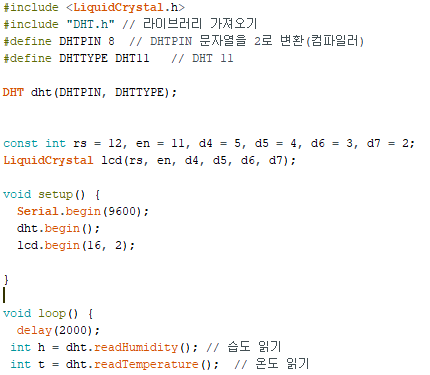 #include <LiquidCrystal.h>
#include "DHT.h" // 라이브러리 가져오기
#define DHTPIN 8  // DHTPIN 문자열을 2로 변환(컴파일러)
#define DHTTYPE DHT11   // DHT 11
DHT dht(DHTPIN, DHTTYPE);
const int rs = 12, en = 11, d4 = 5, d5 = 4, d6 = 3, d7 = 2;
LiquidCrystal lcd(rs, en, d4, d5, d6, d7);
void setup() {
  Serial.begin(9600);
  dht.begin();
  lcd.begin(16, 2);
}
void loop() {
  delay(2000);
 int h = dht.readHumidity(); // 습도 읽기
 int t = dht.readTemperature();  // 온도 읽기